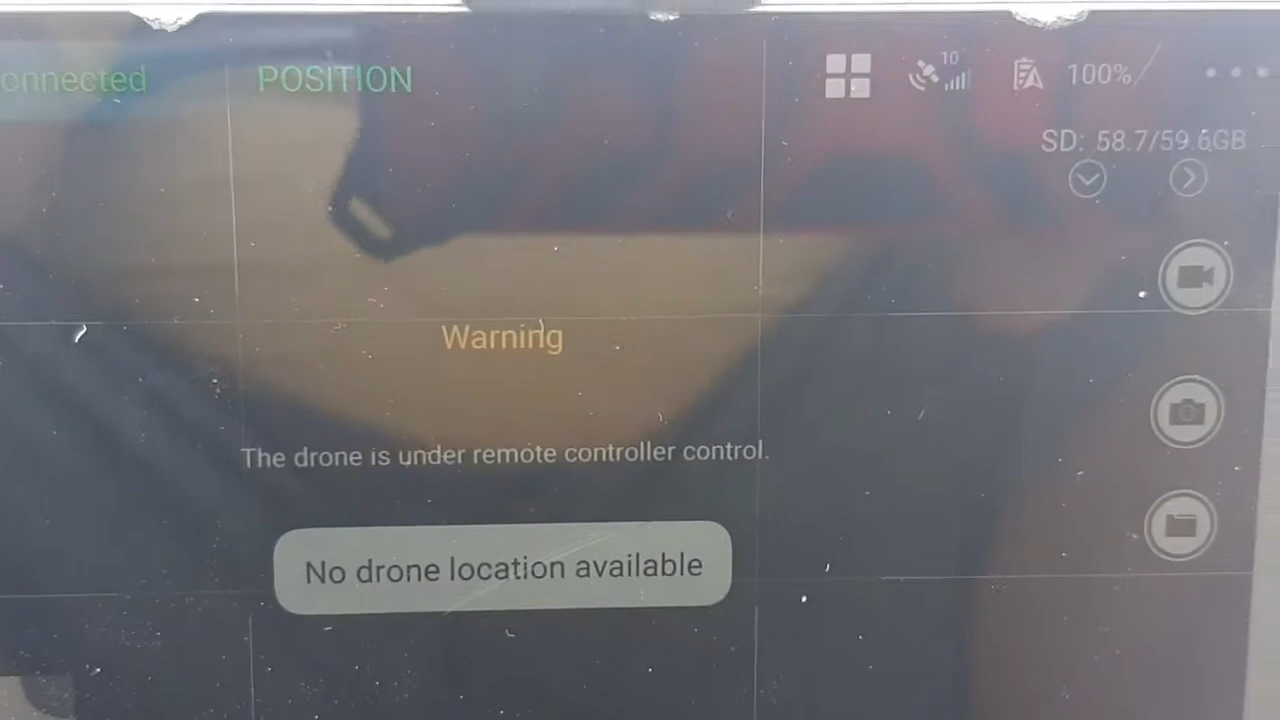 onnected POSITION 10 100%
SD: 58.7/59.6GB
Warning
The drone is under remote controller control.
No drone location available